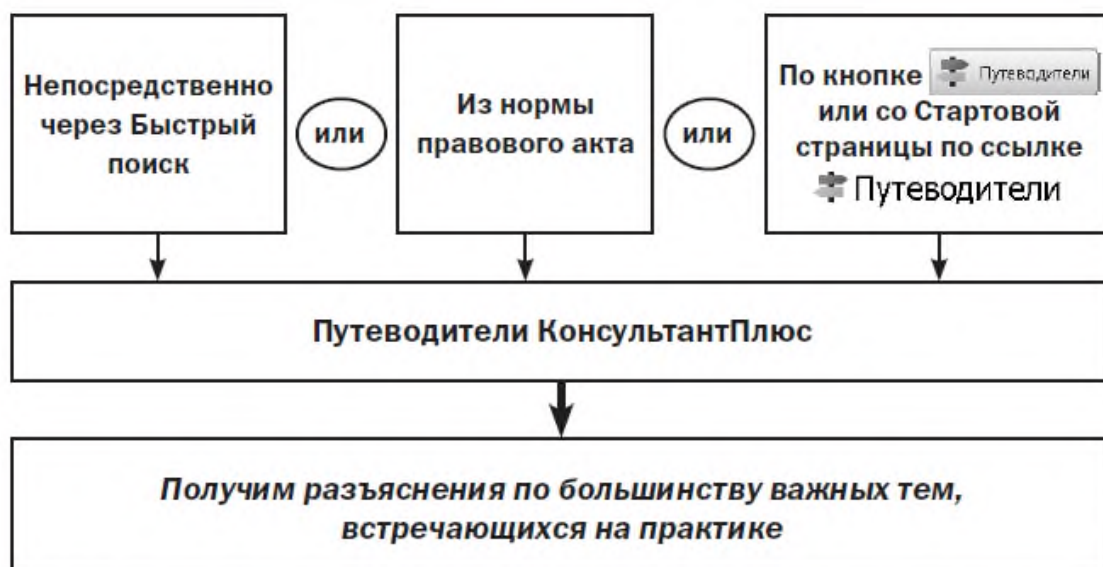 Непосредственно
через Быстрый
поиск
или
Из нормы
правового акта
или
По кнопке Путеводители
или со Стартовой
страницы по ссылке
Путеводители
Путеводители КонсультантПлюс
Получим разъяснения по большинству важных тем,
встречающихся на практике